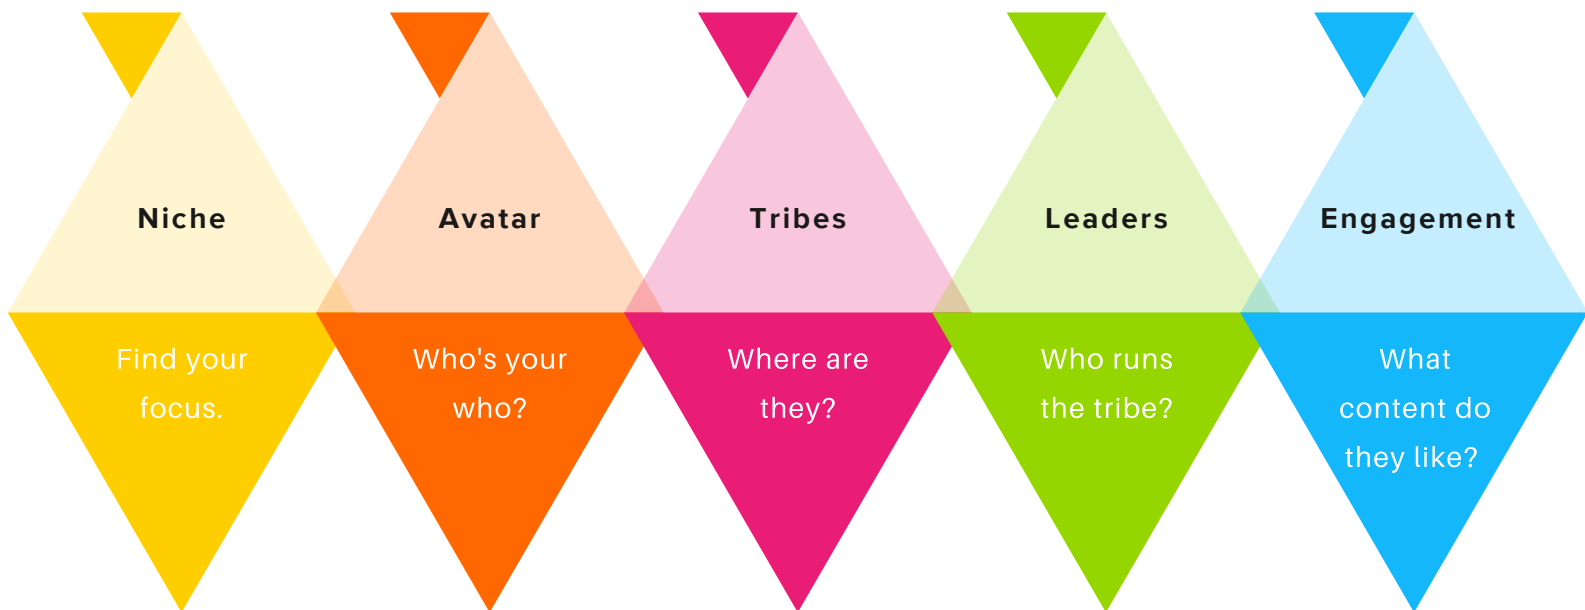 Niche
Find your
focus.
Avatar
Who's your
who?
Tribes
Where are
they?
Leaders
Who runs
the tribe?
Engagement
What
content do
they like?